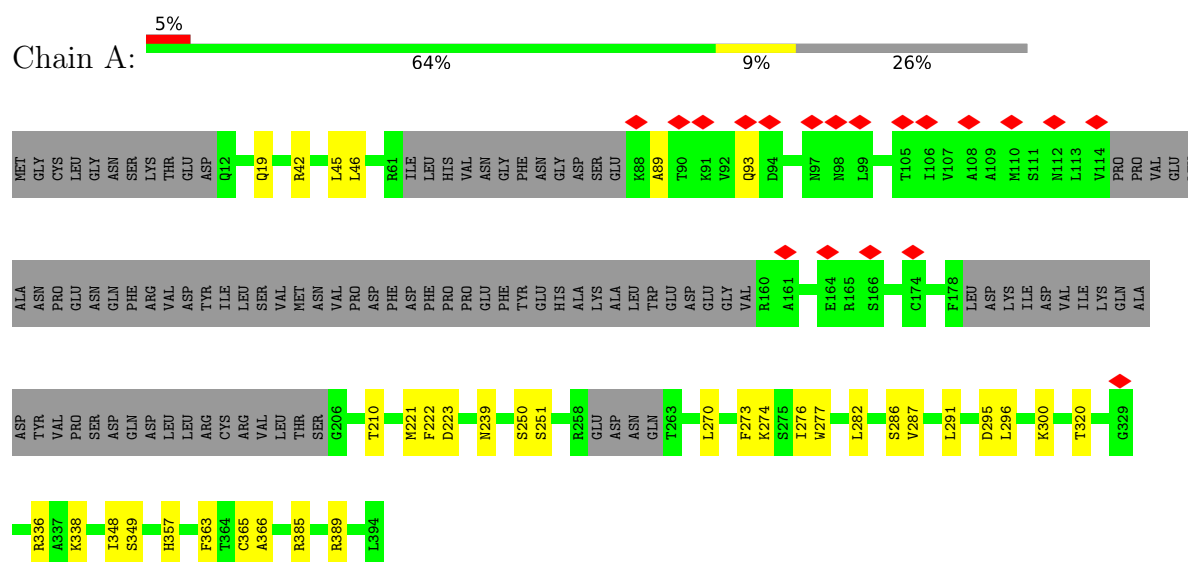 5%
Chain A:
64% 9% 26%
MET GLY CYS LEU GLY ASN SER LYS THR GLU ASP Q12 Q19 R42 L45 L46 R61 ILE LEU HIS VAL ASN GLY PHE ASN GLY ASP SER GLU K88 A89 T90 K91 V92 Q93 D94 N97 N98 L99 T105 I106 V107 A108 A109 M110 S111 N112 L113 V114 PRO PRO VAL GLU
ALA ASN PRO GLU ASN GLN PHE ARG VAL ASP TYR ILE LEU SER VAL MET ASN VAL PRO ASP PHE ASP PHE PRO PRO GLU PHE TYR GLU HIS ALA LYS ALA LEU TRP GLU ASP GLU GLY VAL R160 A161 E164 R165 S166 C174 F178 LEU ASP LYS ILE ASP VAL ILE LYS GLN ALA
ASP TYR VAL PRO SER ASP GLN ASP LEU LEU ARG CYS ARG VAL LEU THR SER G206 T210 M221 F222 D223 N239 S250 S251 R258 GLU ASP ASN GLN T263 L270 F273 K274 S275 I276 W277 L282 S286 V287 L291 D295 L296 K300 T320 G329
R336 A337 K338 I348 S349 H357 F363 T364 C365 A366 R385 R389 L394